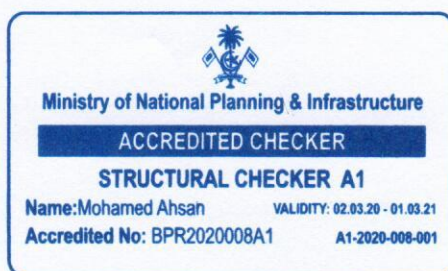 Ministry of National Planning & Infrastructure
ACCREDITED CHECKER
STRUCTURAL CHECKER A1
Name:Mohamed Ahsan VALIDITY: 02.03.20 - 01.03.21
Accredited No: BPR2020008A1 A1-2020-008-001